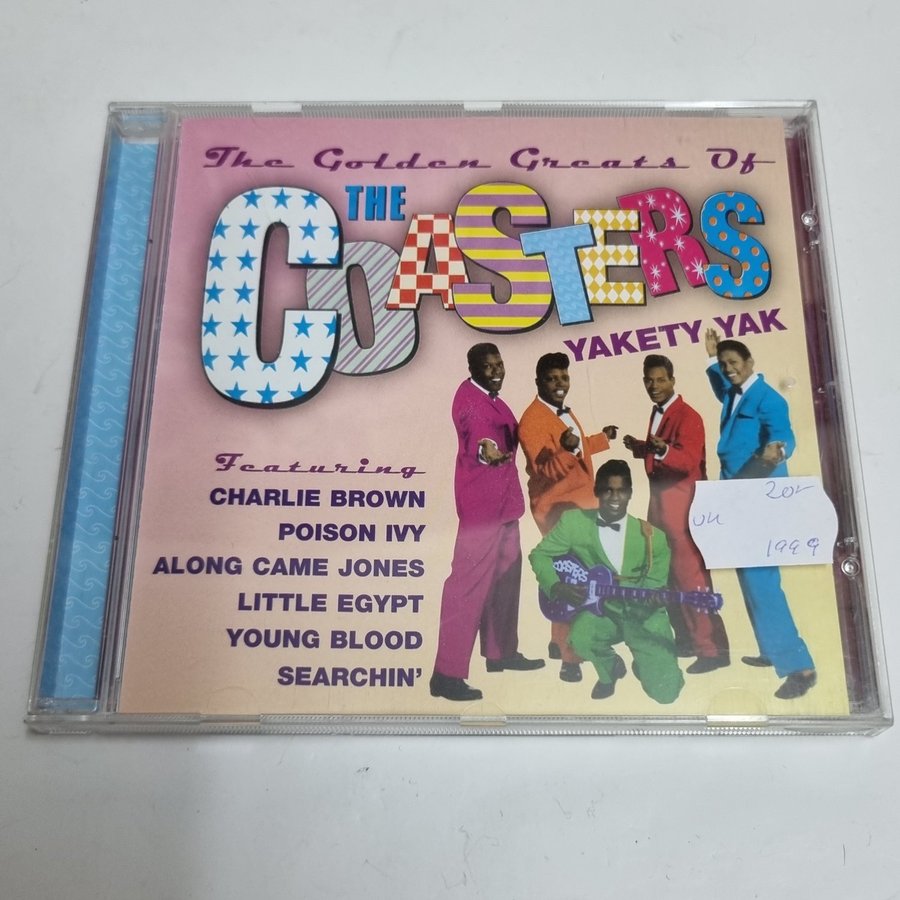 The Golden Greats Of
THE
COASTERS
YAKETY YAK
Featuring
CHARLIE BROWN
POISON IVY
ALONG CAME JONES
LITTLE EGYPT
YOUNG BLOOD
SEARCHIN'
COASTERS
20:-
1999